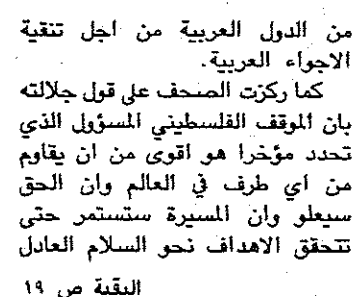 من الدول العربية من اجل تنقية
الاجواء العربية.
كما ركزت الصحف على قول جلالته
بان الموقف الفلسطيني المسؤول الذي
تحدد مؤخرا هو اقوى من ان يقاوم
من اي طرف في العالم وان الحق
سيعلو وان المسيرة ستستمر حتى
تتحقق الاهداف نحو السلام العادل
البقية ص ١٩